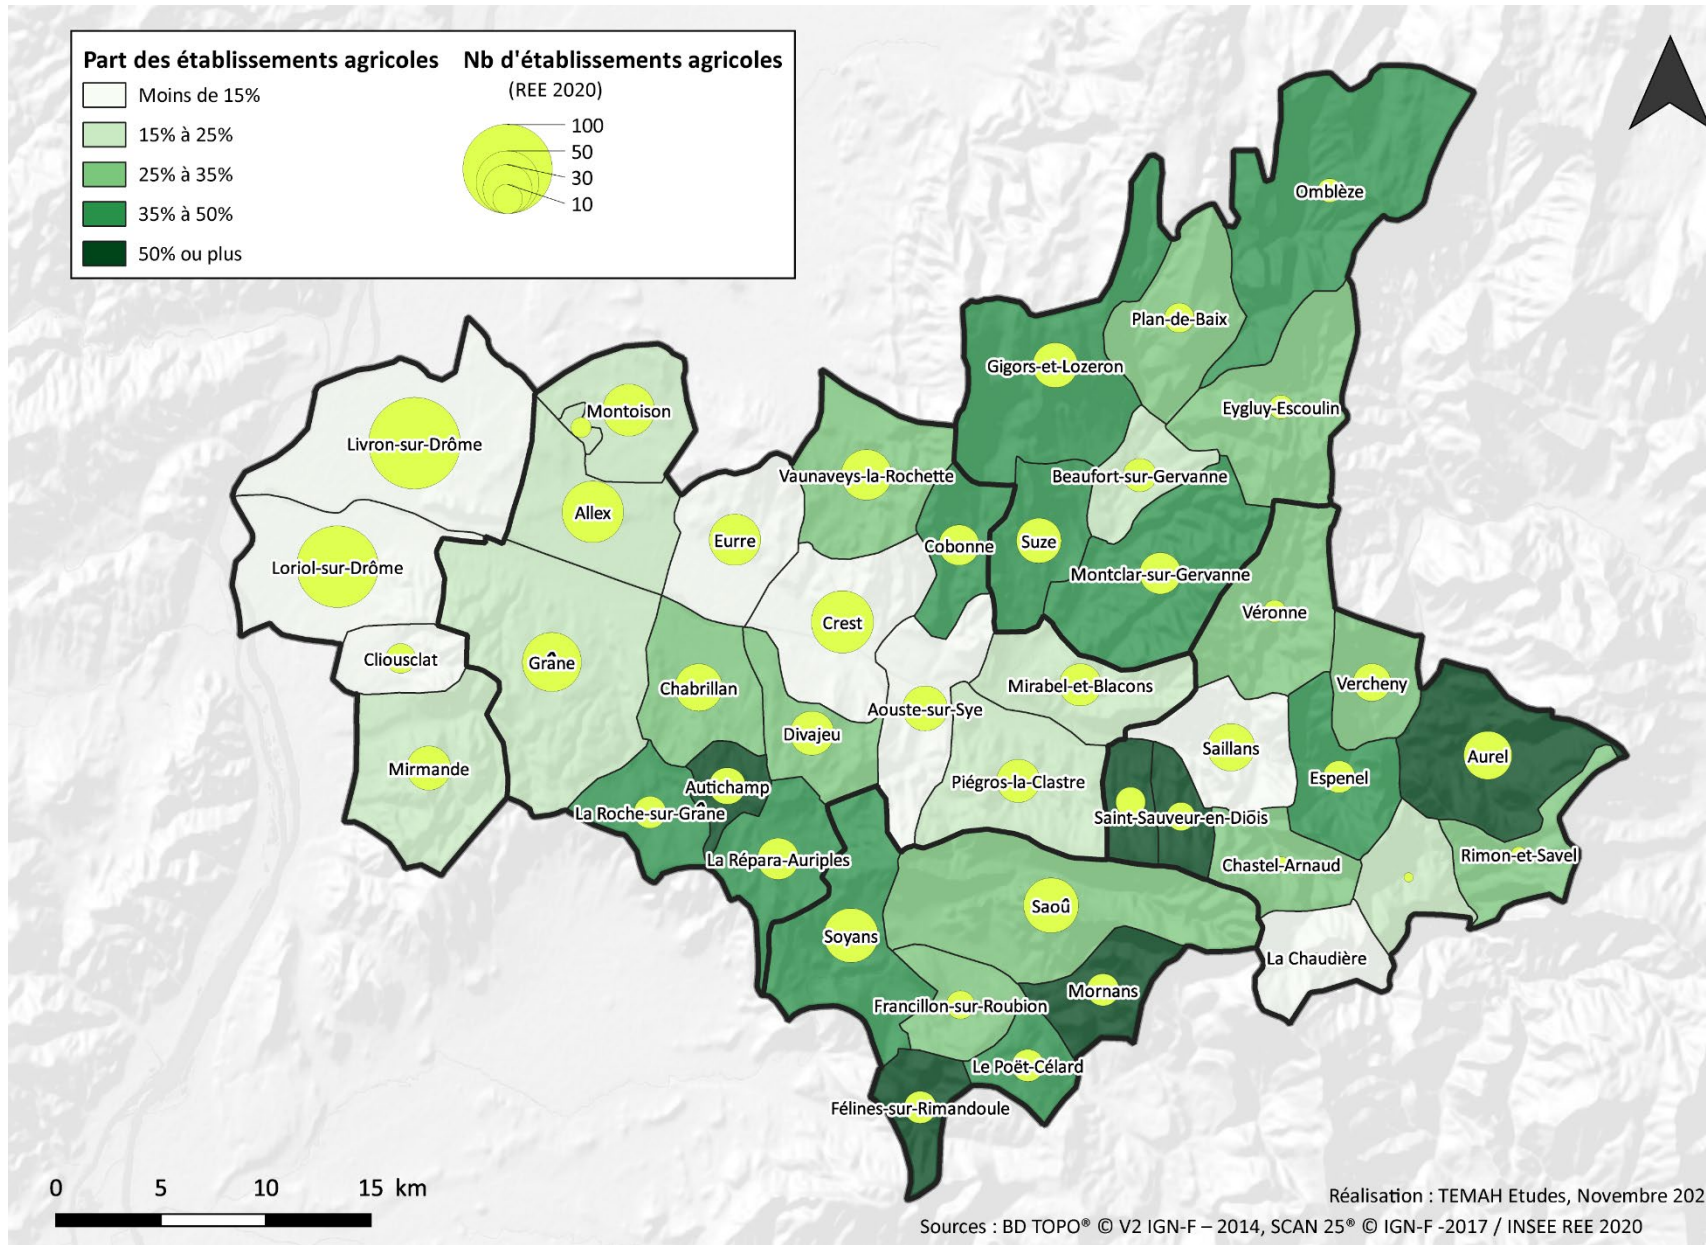 Part des établissements agricoles
Moins de 15%
15% à 25%
25% à 35%
35% à 50%
50% ou plus
Nb d'établissements agricoles
(REE 2020)
100
50
30
10
Omblèze
Plan-de-Baix
Gigors-et-Lozeron
Eygluy-Escoulin
Montoison
Livron-sur-Drôme
Vaunaveys-la-Rochette
Beaufort-sur-Gervanne
Allex
Eurre
Cobonne
Suze
Loriol-sur-Drôme
Montclar-sur-Gervanne
Véronne
Crest
Cliousclat
Grâne
Chabrillan
Mirabel-et-Blacons
Vercheny
Aouste-sur-Sye
Divajeu
Saillans
Aurel
Mirmande
Espenel
Piégros-la-Clastre
Autichamp
La Roche-sur-Grâne
Saint-Sauveur-en-Diois
La Répara-Auriples
Chastel-Arnaud
Rimon-et-Savel
Saoû
Soyans
La Chaudière
Mornans
Francillon-sur-Roubion
Le Poët-Célard
Félines-sur-Rimandoule
0 5 10 15 km
Réalisation : TEMAH Etudes, Novembre 202
Sources : BD TOPO® © V2 IGN-F – 2014, SCAN 25® © IGN-F -2017 / INSEE REE 2020